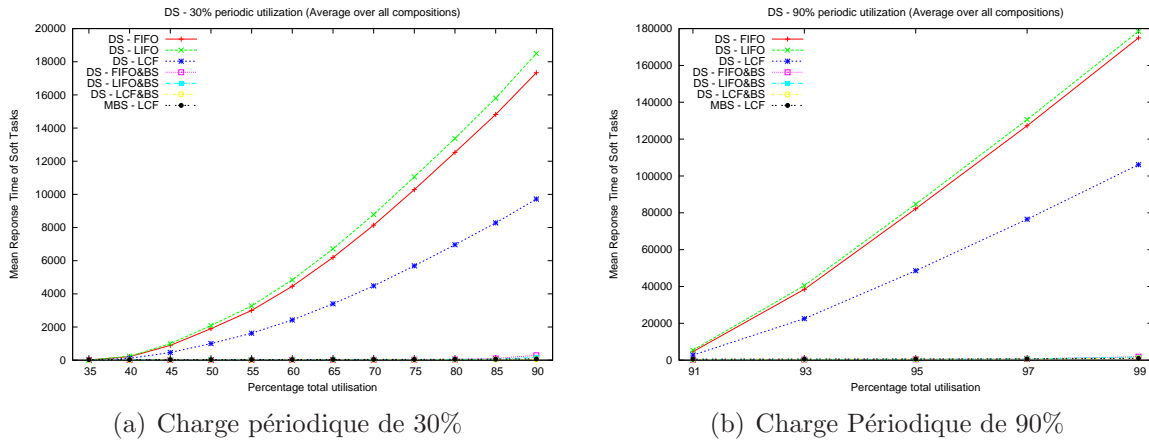 DS - 30% periodic utilization (Average over all compositions)
Mean Reponse Time of Soft Tasks
20000
18000
16000
14000
12000
10000
8000
6000
4000
2000
0
DS - FIFO
DS - LIFO
DS - LCF
DS - FIFO&BS
DS - LIFO&BS
DS - LCF&BS
MBS - LCF
35 40 45 50 55 60 65 70 75 80 85 90
Percentage total utilisation
(a) Charge périodique de 30%
DS - 90% periodic utilization (Average over all compositions)
Mean Reponse Time of Soft Tasks
180000
160000
140000
120000
100000
80000
60000
40000
20000
0
DS - FIFO
DS - LIFO
DS - LCF
DS - FIFO&BS
DS - LIFO&BS
DS - LCF&BS
MBS - LCF
91 93 95 97 99
Percentage total utilisation
(b) Charge Périodique de 90%